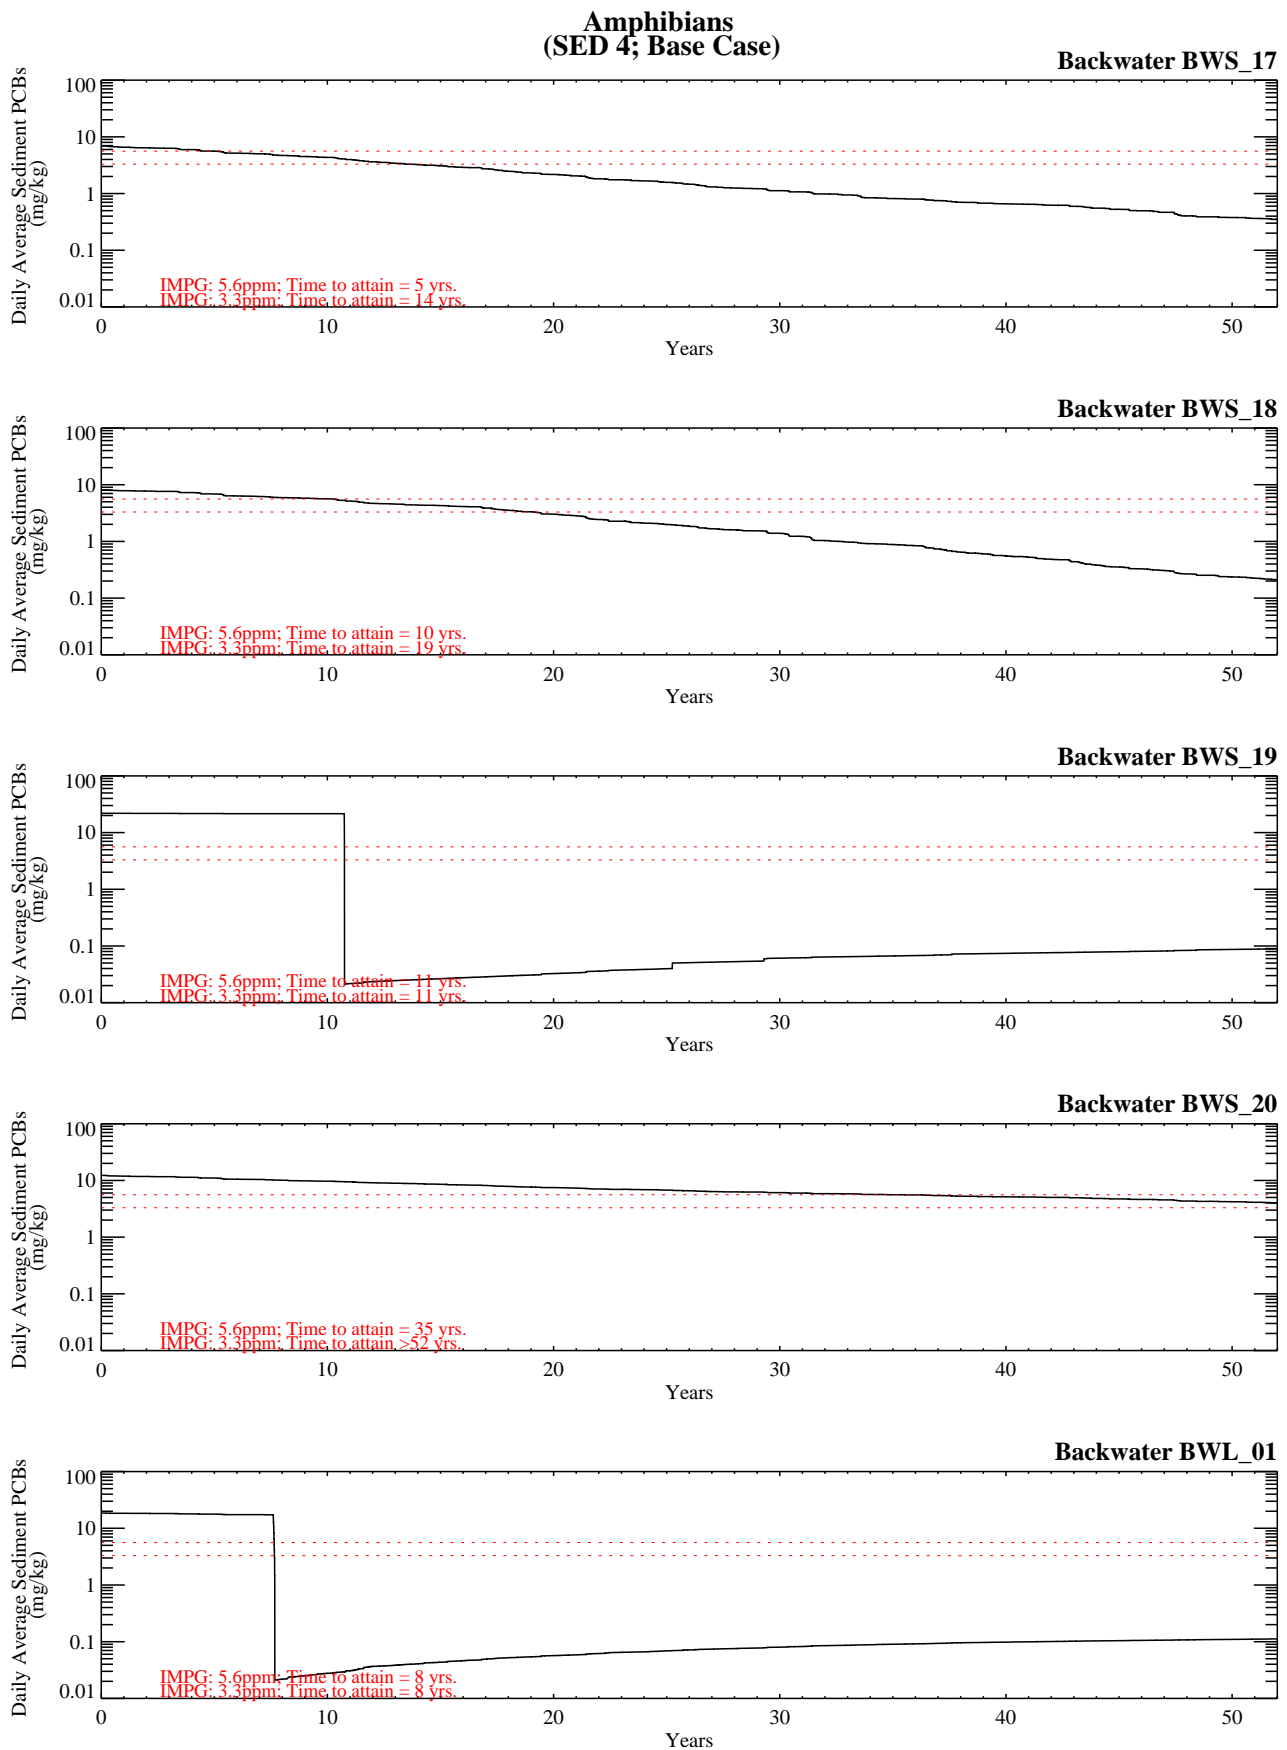 Amphibians
(SED 4; Base Case)
Backwater BWS_17
Daily Average Sediment PCBs
(mg/kg)
100
10
1
0.1
0.01
IMPG: 5.6ppm; Time to attain = 5 yrs.
IMPG: 3.3ppm; Time to attain = 14 yrs.
0 10 20 30 40 50
Years
Backwater BWS_18
Daily Average Sediment PCBs
(mg/kg)
100
10
1
0.1
0.01
IMPG: 5.6ppm; Time to attain = 10 yrs.
IMPG: 3.3ppm; Time to attain = 19 yrs.
0 10 20 30 40 50
Years
Backwater BWS_19
Daily Average Sediment PCBs
(mg/kg)
100
10
1
0.1
0.01
IMPG: 5.6ppm; Time to attain = 11 yrs.
IMPG: 3.3ppm; Time to attain = 11 yrs.
0 10 20 30 40 50
Years
Backwater BWS_20
Daily Average Sediment PCBs
(mg/kg)
100
10
1
0.1
0.01
IMPG: 5.6ppm; Time to attain = 35 yrs.
IMPG: 3.3ppm; Time to attain >52 yrs.
0 10 20 30 40 50
Years
Backwater BWL_01
Daily Average Sediment PCBs
(mg/kg)
100
10
1
0.1
0.01
IMPG: 5.6ppm; Time to attain = 8 yrs.
IMPG: 3.3ppm; Time to attain = 8 yrs.
0 10 20 30 40 50
Years